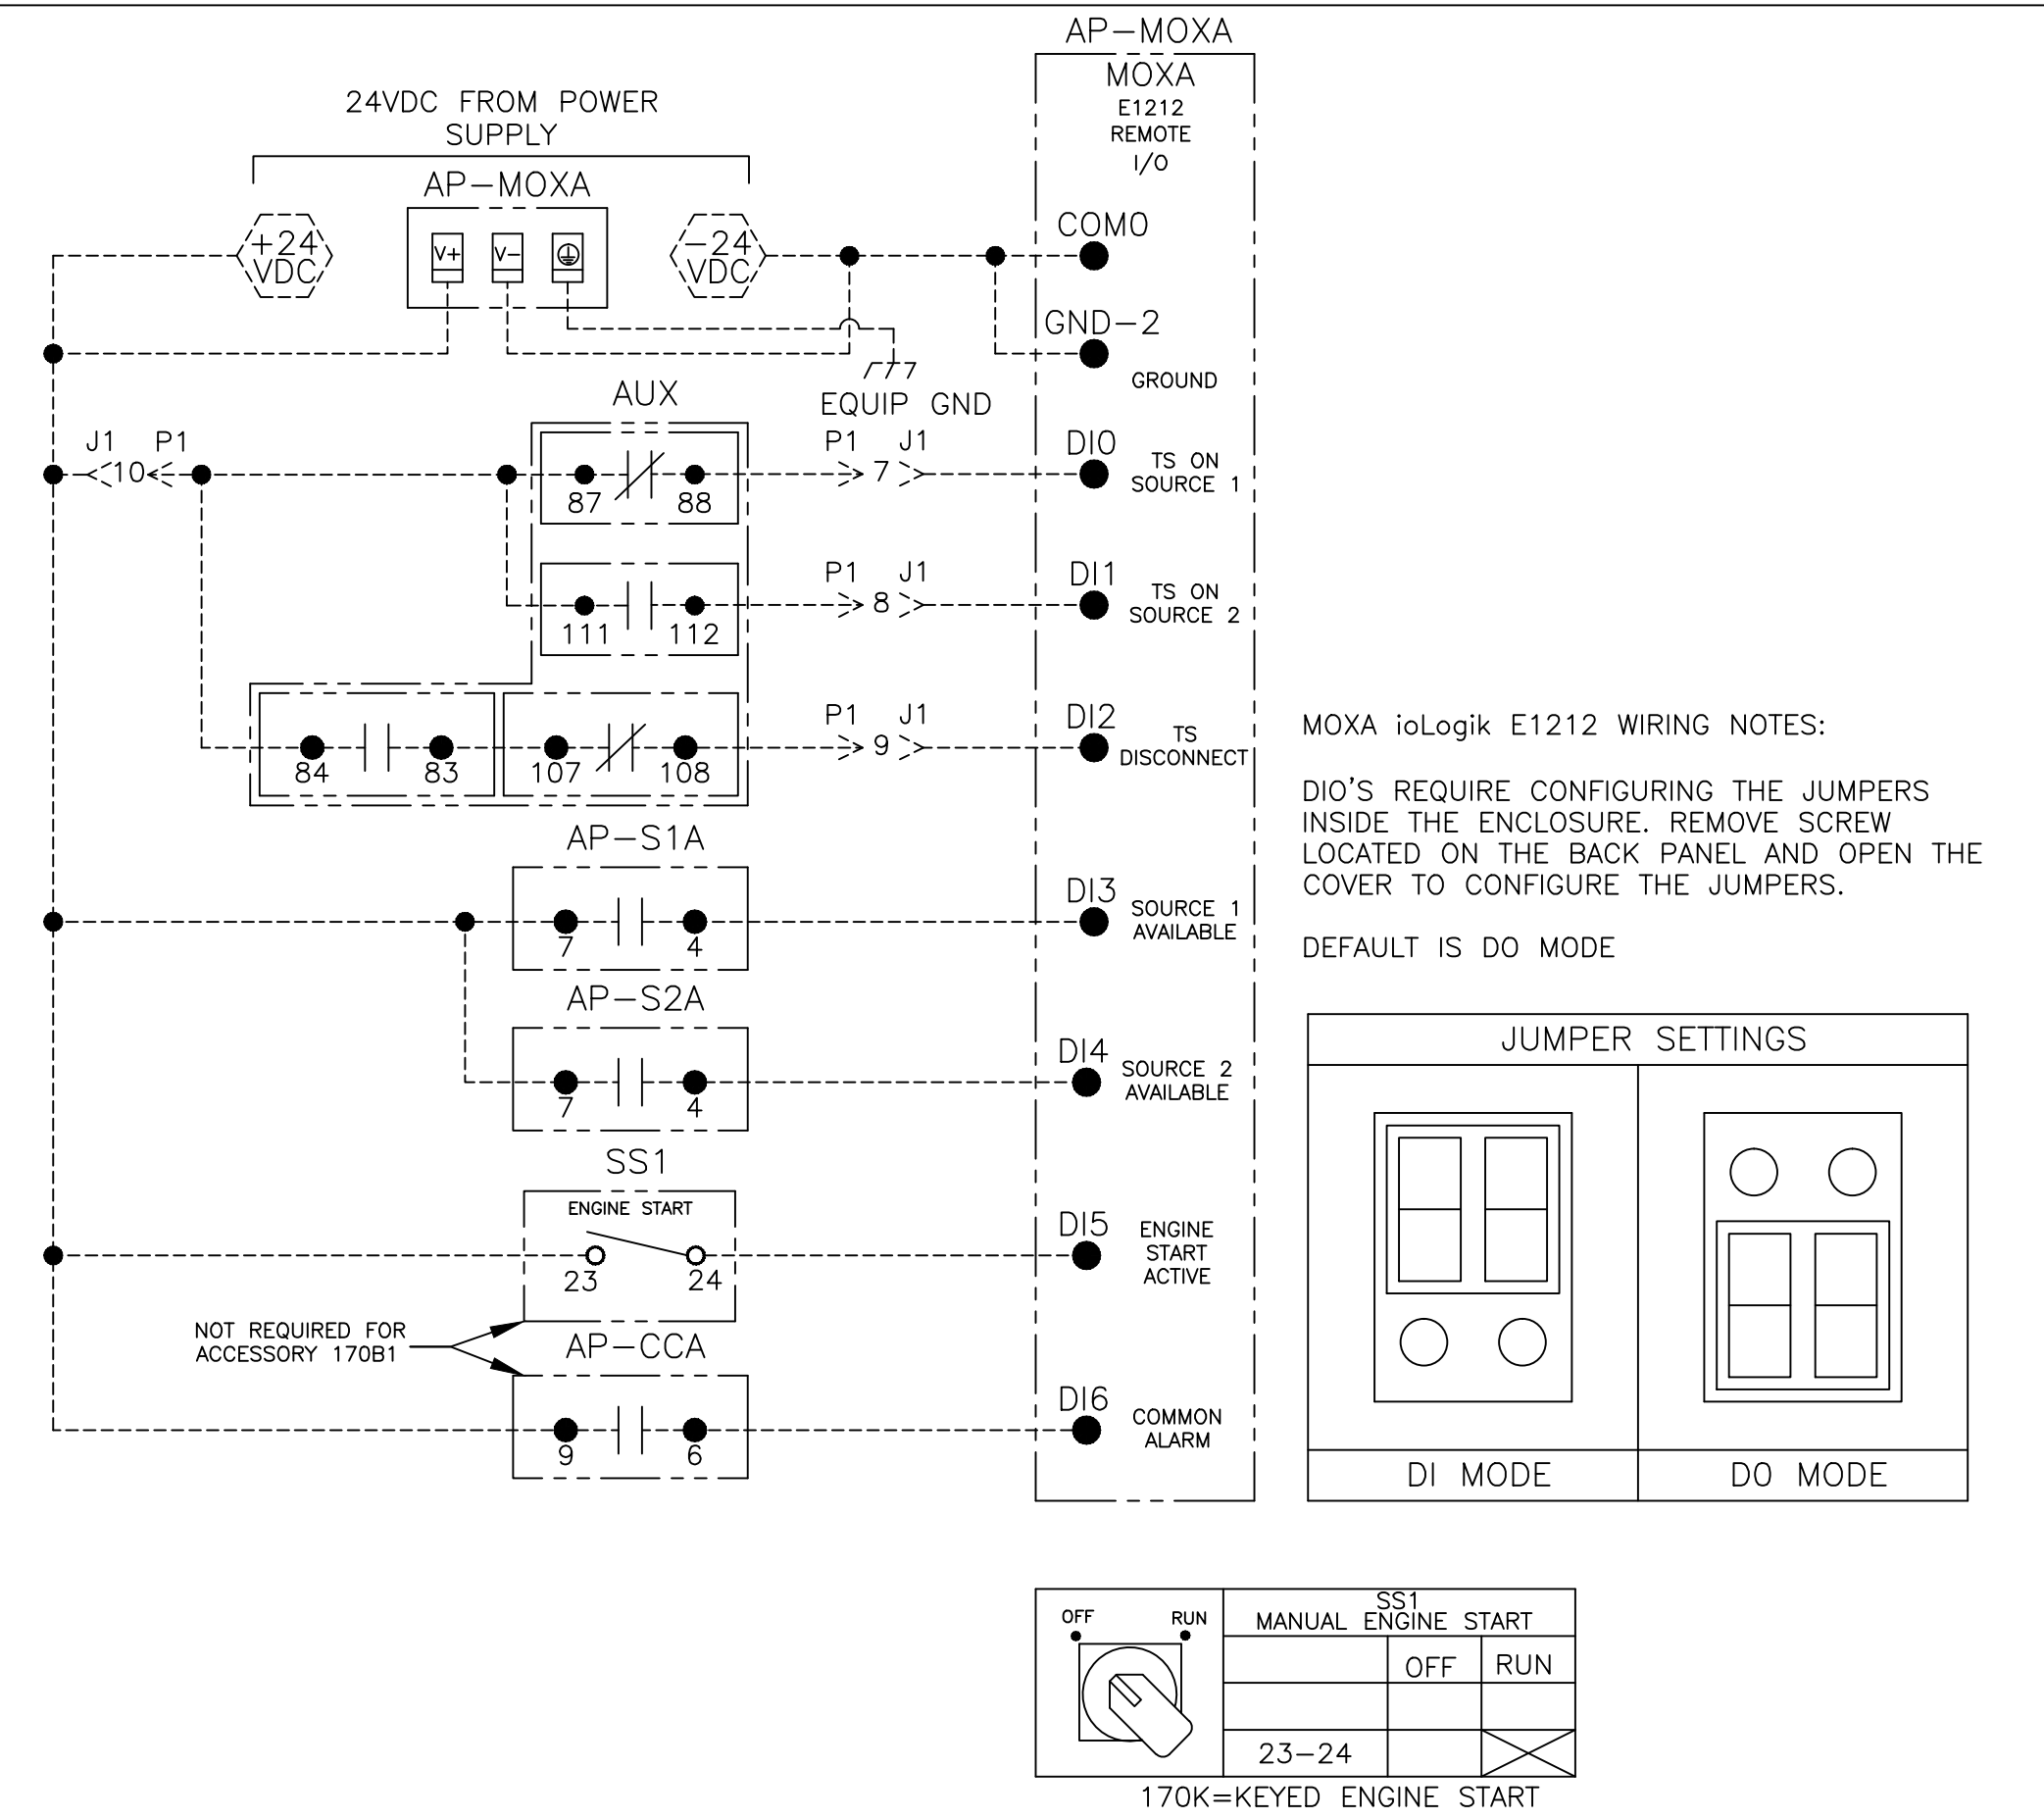 AP-MOXA
MOXA
E1212
REMOTE
I/O
24VDC FROM POWER
SUPPLY
AP-MOXA
+24
VDC
V+
V-
-24
VDC
COM0
GND-2
GROUND
EQUIP GND
AUX
J1
P1
10
87
88
P1
J1
7
DI0
TS ON
SOURCE 1
111
112
P1
J1
8
DI1
TS ON
SOURCE 2
84
83
107
108
P1
J1
9
DI2
TS
DISCONNECT
AP-S1A
7
4
DI3
SOURCE 1
AVAILABLE
AP-S2A
7
4
DI4
SOURCE 2
AVAILABLE
SS1
ENGINE START
23
24
DI5
ENGINE
START
ACTIVE
NOT REQUIRED FOR
ACCESSORY 170B1
AP-CCA
9
6
DI6
COMMON
ALARM
MOXA ioLogik E1212 WIRING NOTES:
DIO'S REQUIRE CONFIGURING THE JUMPERS
INSIDE THE ENCLOSURE. REMOVE SCREW
LOCATED ON THE BACK PANEL AND OPEN THE
COVER TO CONFIGURE THE JUMPERS.
DEFAULT IS DO MODE
JUMPER SETTINGS
DI MODE
DO MODE
OFF
RUN
SS1
MANUAL ENGINE START
OFF
RUN
23-24
170K=KEYED ENGINE START